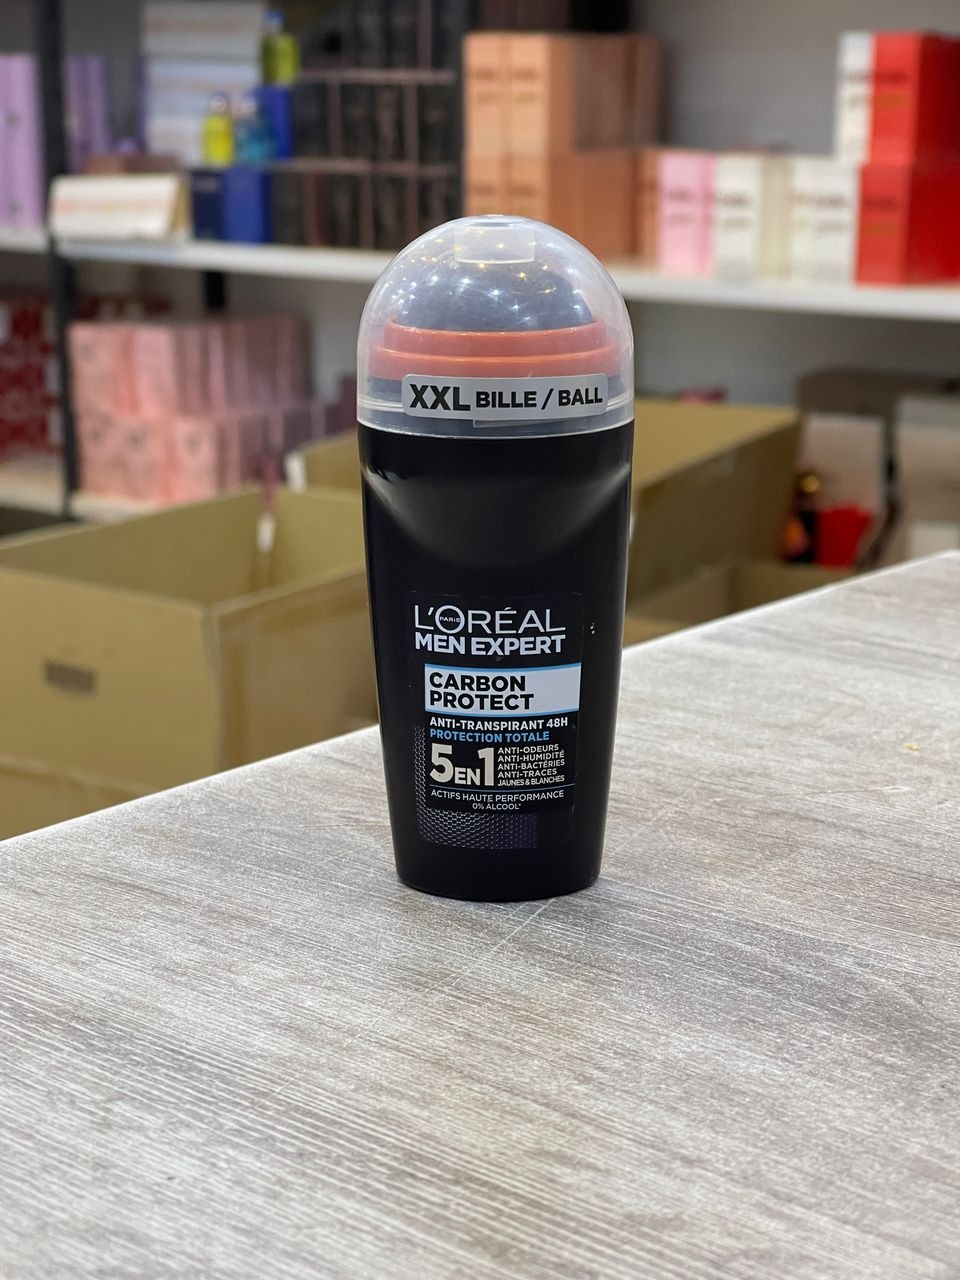 XXL BILLE / BALL
L'ORÉAL
PARIS
MEN EXPERT
CARBON
PROTECT
ANTI-TRANSPIRANT 48H
PROTECTION TOTALE
5EN1
ANTI-ODEURS
ANTI-HUMIDITÉ
ANTI-BACTÉRIES
ANTI-TRACES
JAUNES & BLANCHES
ACTIFS HAUTE PERFORMANCE
0% ALCOOL*